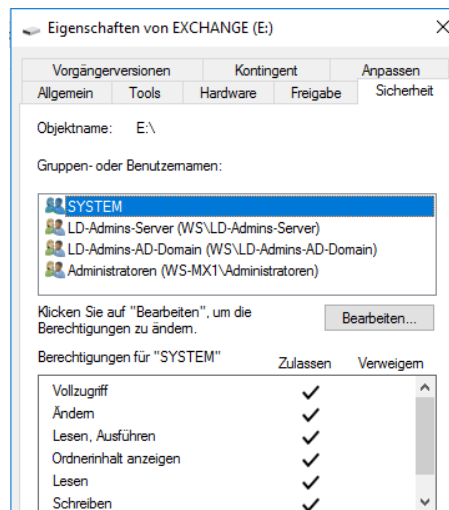 Eigenschaften von EXCHANGE (E:)
Vorgängerversionen Kontingent Anpassen
Allgemein Tools Hardware Freigabe Sicherheit
Objektname: E:\
Gruppen- oder Benutzernamen:
SYSTEM
LD-Admins-Server (WS\LD-Admins-Server)
LD-Admins-AD-Domain (WS\LD-Admins-AD-Domain)
Administratoren (WS-MX1\Administratoren)
Klicken Sie auf "Bearbeiten", um die
Berechtigungen zu ändern.
Bearbeiten...
Berechtigungen für "SYSTEM" Zulassen Verweigern
Vollzugriff
Ändern
Lesen, Ausführen
Ordnerinhalt anzeigen
Lesen
Schreiben